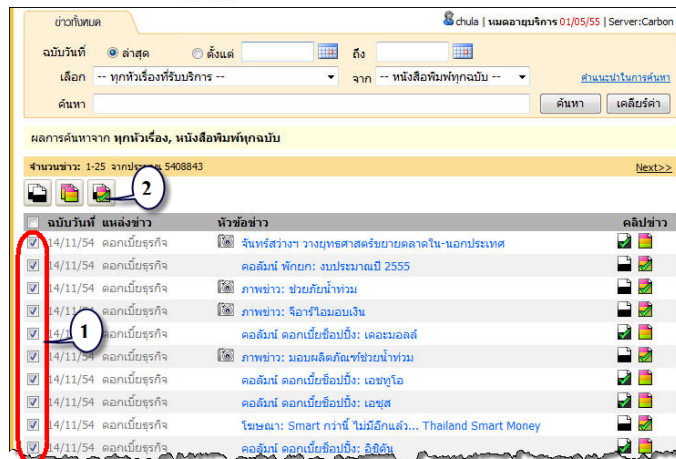 ข่าวทั้งหมด
chula | หมดอายุบริการ 01/05/55 | Server:Carbon
ฉบับวันที่ ล่าสุด ตั้งแต่ ถึง
เลือก -- ทุกหัวเรื่องที่รับบริการ -- จาก -- หนังสือพิมพ์ทุกฉบับ -- คำแนะนำในการค้นหา
ค้นหา ค้นหา เคลียร์ค่า
ผลการค้นหาจาก ทุกหัวเรื่อง, หนังสือพิมพ์ทุกฉบับ
จำนวนข่าว: 1-25 จากประมาณ 5408843 Next>>
2
ฉบับวันที่ แหล่งข่าว หัวข้อข่าว คลิปข่าว
14/11/54 ดอกเบี้ยธุรกิจ จันทร์สว่างฯ วางยุทธศาสตร์ขยายตลาดใน-นอกประเทศ
14/11/54 ดอกเบี้ยธุรกิจ คอลัมน์ พักยก: งบประมาณปี 2555
14/11/54 ดอกเบี้ยธุรกิจ ภาพข่าว: ช่วยภัยน้ำท่วม
14/11/54 ดอกเบี้ยธุรกิจ ภาพข่าว: จีอาร์ไอมอบเงิน
1
14/11/54 ดอกเบี้ยธุรกิจ คอลัมน์ ดอกเบี้ยช็อปปิ้ง: เดอะมอลล์
14/11/54 ดอกเบี้ยธุรกิจ ภาพข่าว: มอบผลิตภัณฑ์ช่วยน้ำท่วม
14/11/54 ดอกเบี้ยธุรกิจ คอลัมน์ ดอกเบี้ยช็อปปิ้ง: เอชทูโอ
14/11/54 ดอกเบี้ยธุรกิจ คอลัมน์ ดอกเบี้ยช็อปปิ้ง: เอซุส
14/11/54 ดอกเบี้ยธุรกิจ โฆษณา: Smart กว่านี้ ไม่มีอีกแล้ว... Thailand Smart Money
14/11/54 ดอกเบี้ยธุรกิจ คอลัมน์ ดอกเบี้ยช็อปปิ้ง: อิชิตัน